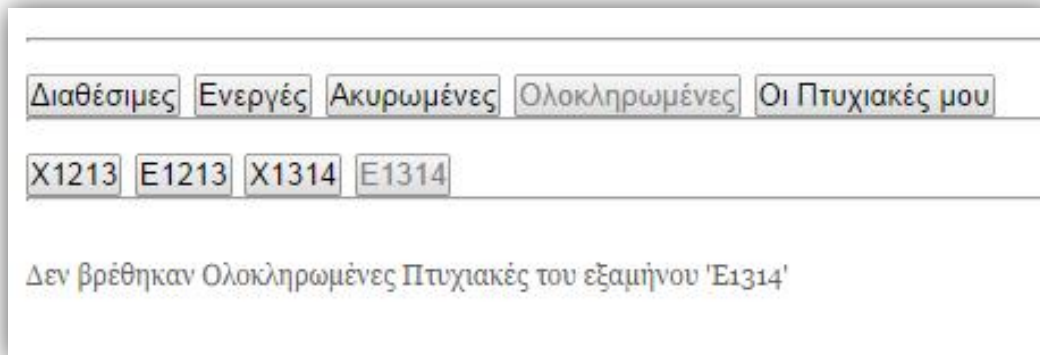 Διαθέσιμες Ενεργές Ακυρωμένες Ολοκληρωμένες Οι Πτυχιακές μου
Χ1213 Ε1213 Χ1314 Ε1314
Δεν βρέθηκαν Ολοκληρωμένες Πτυχιακές του εξαμήνου 'Ε1314'